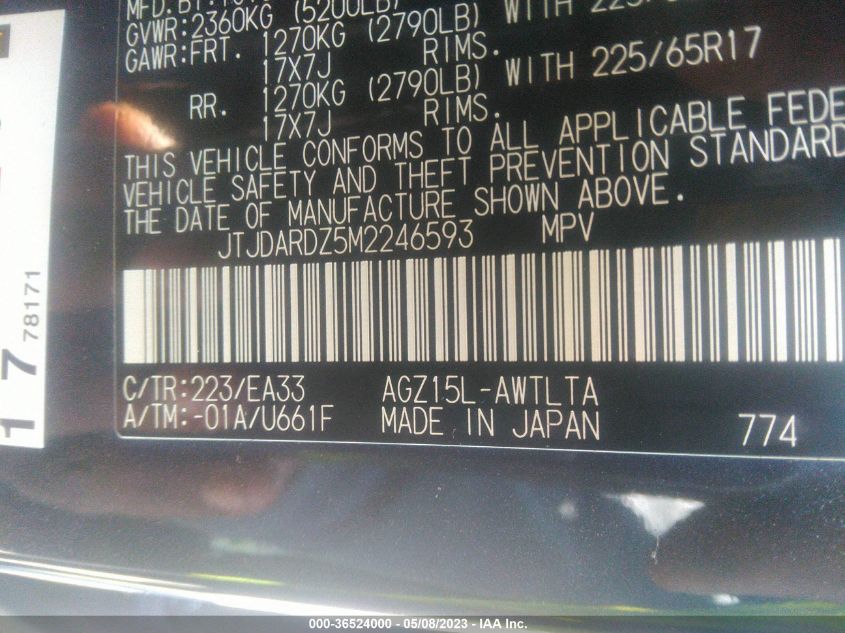 GVWR:2360KG (5200LB)
GAWR:FRT. 1270KG (2790LB) WITH
17X7J RIMS.
RR. 1270KG (2790LB) WITH 225/65R17
17X7J RIMS.
THIS VEHICLE CONFORMS TO ALL APPLICABLE FEDE
VEHICLE SAFETY AND THEFT PREVENTION STANDARD
THE DATE OF MANUFACTURE SHOWN ABOVE.
JTJDARDZ5M2246593 MPV
C/TR:223/EA33 AGZ15L-AWTLTA
A/TM:-01A/U661F MADE IN JAPAN 774
17 78171
000-36524000 - 05/08/2023 - IAA Inc.